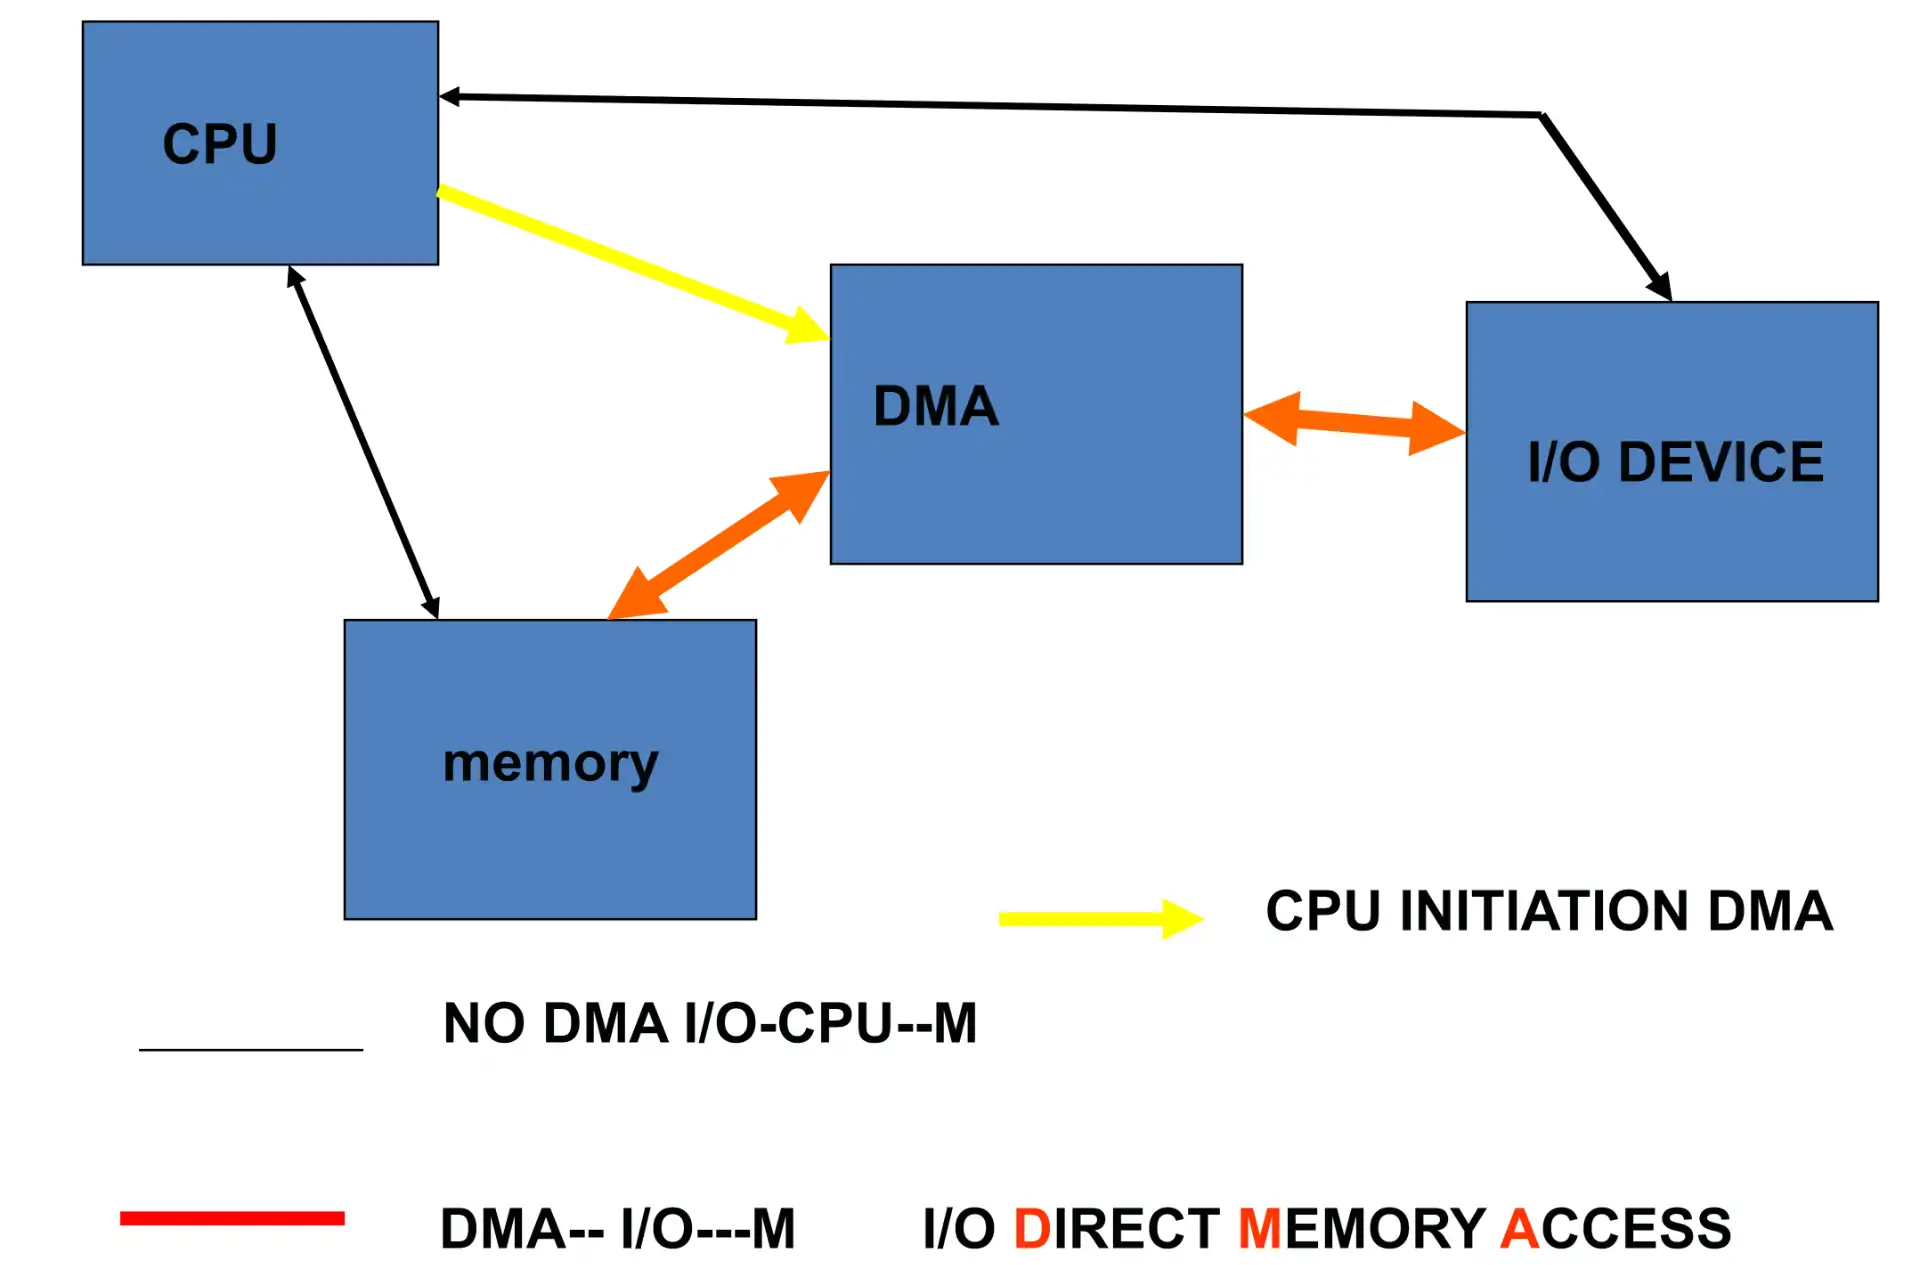 CPU
DMA
I/O DEVICE
memory
CPU INITIATION DMA
NO DMA I/O-CPU--M
DMA-- I/O---M
I/O DIRECT MEMORY ACCESS